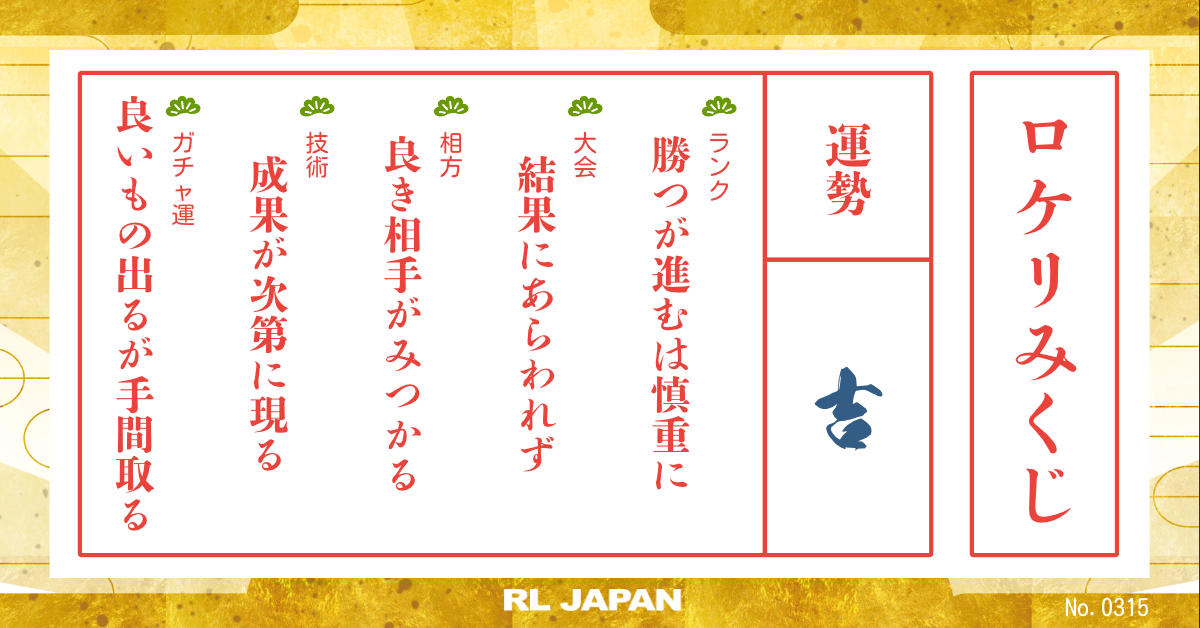 ロケリみくじ
運勢
吉
ランク
勝つが進むは慎重に
大会
結果にあらわれず
相方
良き相手がみつかる
技術
成果が次第に現る
ガチャ運
良いもの出るが手間取る
RL JAPAN
No. 0315